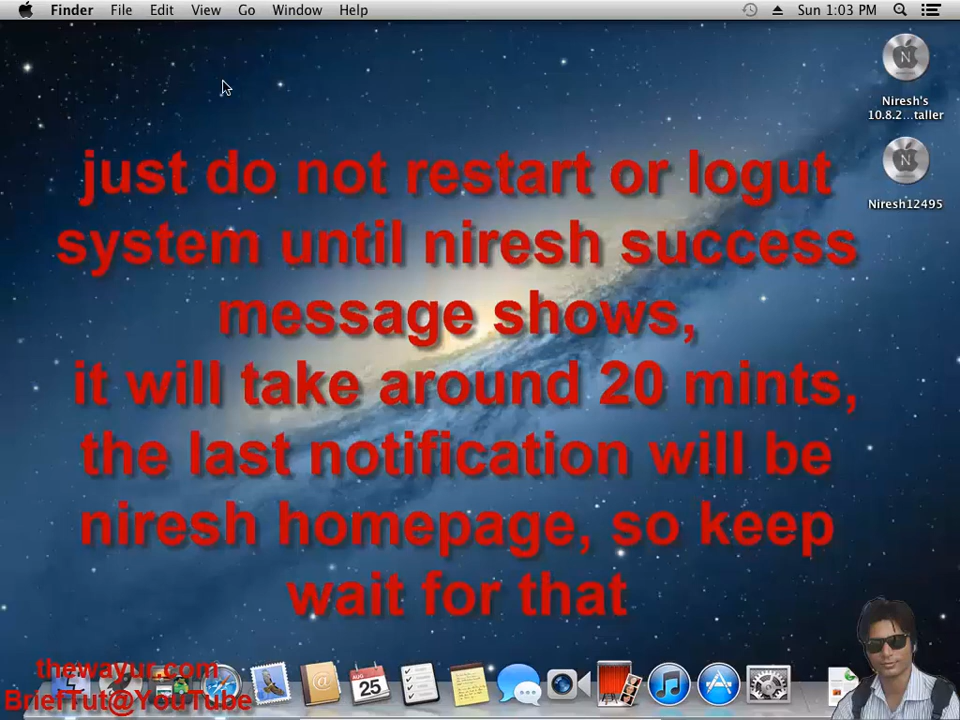 Finder File Edit View Go Window Help Sun 1:03 PM
N
Niresh's
10.8.2...taller
N
Niresh12495
just do not restart or logut
system until niresh success
message shows,
it will take around 20 mints,
the last notification will be
niresh homepage, so keep
wait for that
thewayur.com
BriefTut@YouTube
AUG
25
@